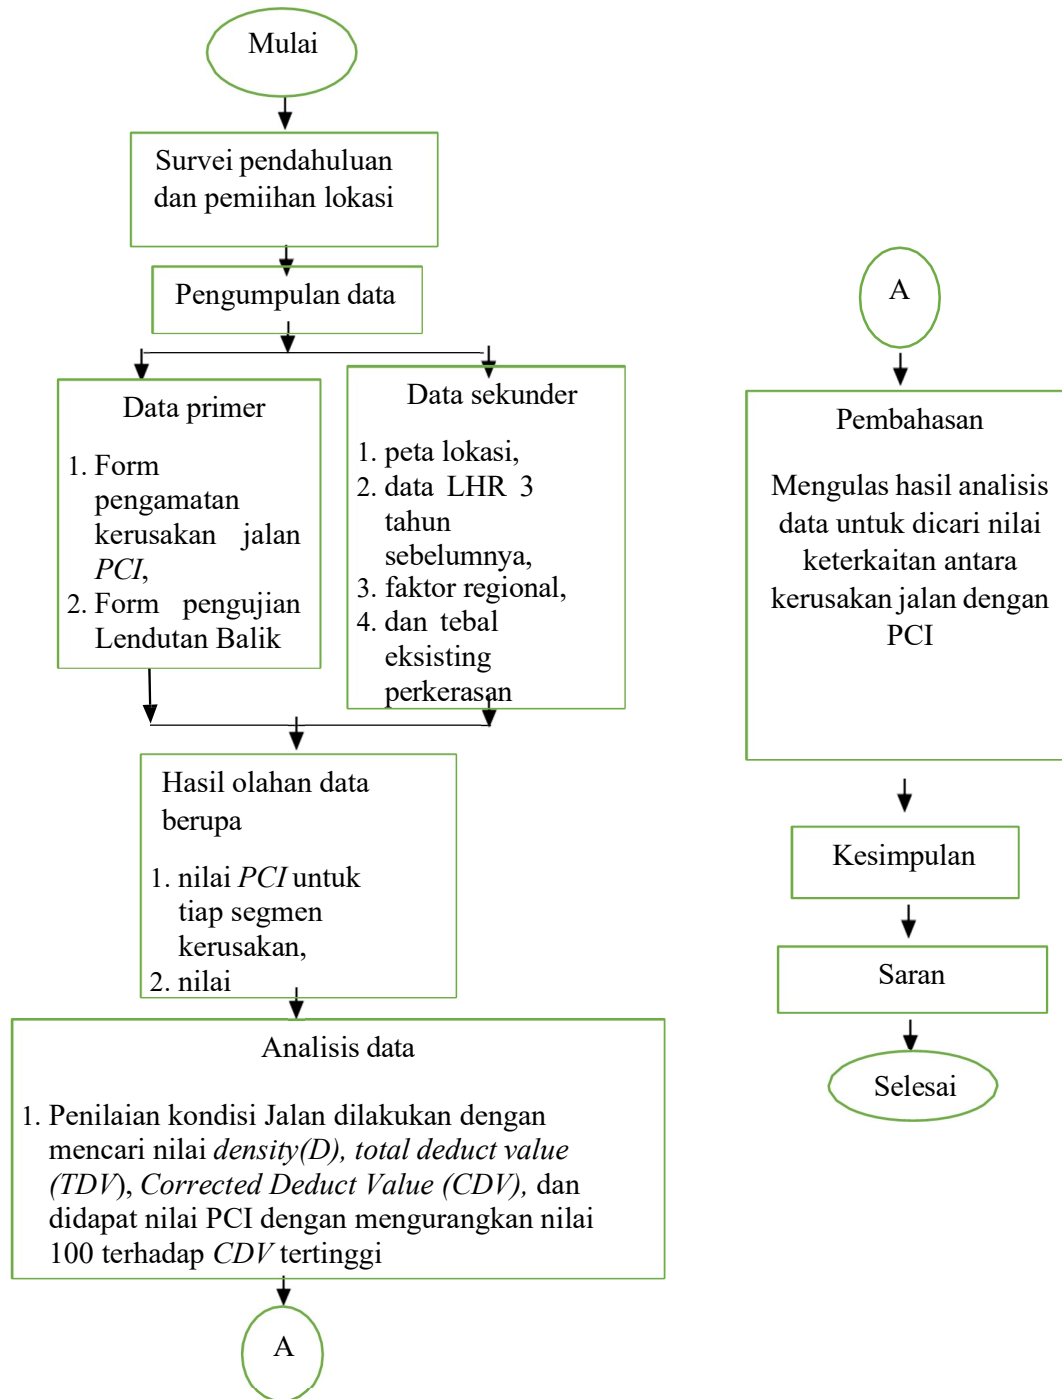 Mulai
Survei pendahuluan
dan pemiihan lokasi
Pengumpulan data
Data primer
1. Form
pengamatan
kerusakan jalan
PCI,
2. Form pengujian
Lendutan Balik
Data sekunder
1. peta lokasi,
2. data LHR 3
tahun
sebelumnya,
3. faktor regional,
4. dan tebal
eksisting
perkerasan
Hasil olahan data
berupa
1. nilai PCI untuk
tiap segmen
kerusakan,
2. nilai
Analisis data
1. Penilaian kondisi Jalan dilakukan dengan
mencari nilai density(D), total deduct value
(TDV), Corrected Deduct Value (CDV), dan
didapat nilai PCI dengan mengurangkan nilai
100 terhadap CDV tertinggi
A
A
Pembahasan
Mengulas hasil analisis
data untuk dicari nilai
keterkaitan antara
kerusakan jalan dengan
PCI
Kesimpulan
Saran
Selesai